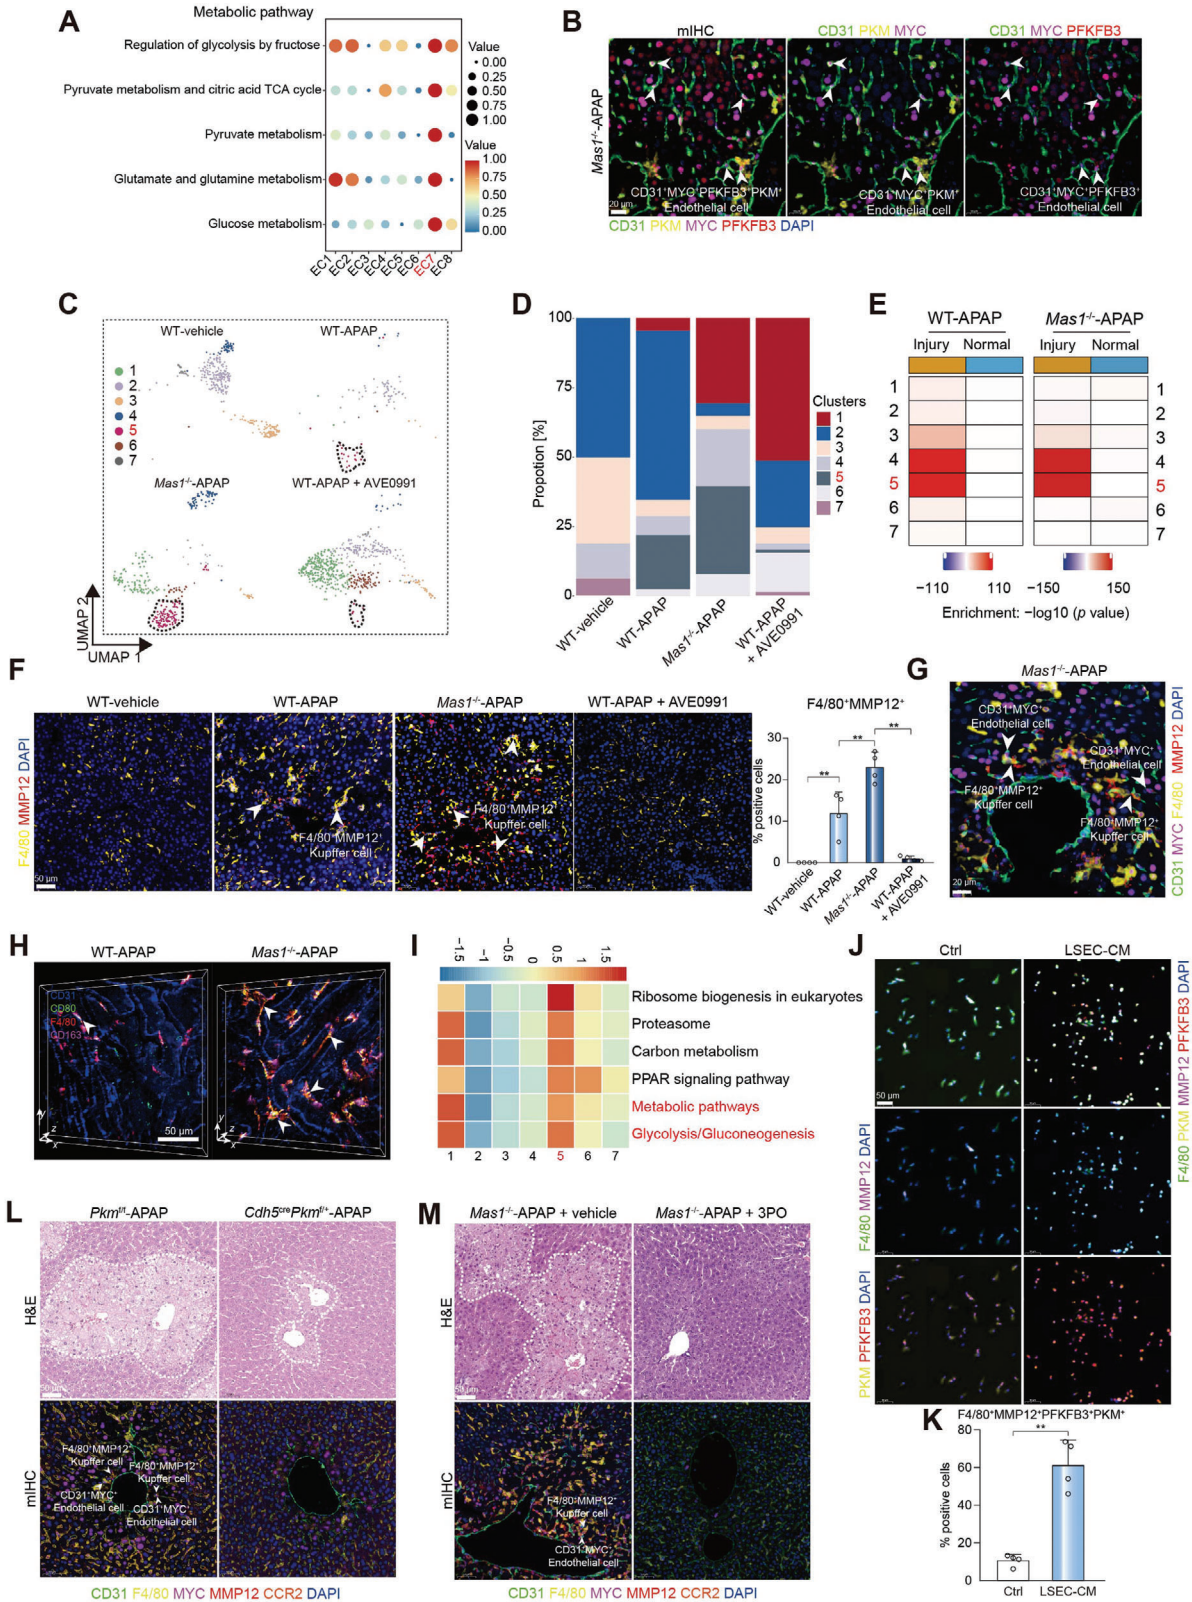 A
Metabolic pathway
Regulation of glycolysis by fructose
Pyruvate metabolism and citric acid TCA cycle
Pyruvate metabolism
Glutamate and glutamine metabolism
Glucose metabolism
EC1 EC2 EC3 EC4 EC5 EC6 EC7 EC8
Value
0.00
0.25
0.50
0.75
1.00
Value
1.00
0.75
0.50
0.25
0.00
B
mIHC
CD31 PKM MYC
CD31 MYC PFKFB3
Mas1-/--APAP
CD31+MYC+PFKFB3+PKM+
Endothelial cell
CD31+MYC+PKM+
Endothelial cell
CD31+MYC+PFKFB3+
Endothelial cell
20 μm
CD31 PKM MYC PFKFB3 DAPI
C
WT-vehicle
WT-APAP
1
2
3
4
5
6
7
Mas1-/--APAP
WT-APAP + AVE0991
UMAP 2
UMAP 1
D
Propotion [%]
100
75
50
25
0
WT-vehicle
WT-APAP
Mas1-/--APAP
WT-APAP
+ AVE0991
Clusters
1
2
3
4
5
6
7
E
WT-APAP
Mas1-/--APAP
Injury Normal
Injury Normal
1 1
2 2
3 3
4 4
5 5
6 6
7 7
−110 110
−150 150
Enrichment: −log10 (p value)
F
WT-vehicle
WT-APAP
Mas1-/--APAP
WT-APAP + AVE0991
F4/80 MMP12 DAPI
F4/80+MMP12+
Kupffer cell
F4/80+MMP12+
Kupffer cell
50 μm
F4/80+MMP12+
% positive cells
30
20
10
0
**
**
**
WT-vehicle
WT-APAP
Mas1-/--APAP
WT-APAP
+ AVE0991
G
Mas1-/--APAP
CD31+MYC+
Endothelial cell
CD31+MYC+
Endothelial cell
F4/80+MMP12+
Kupffer cell
F4/80+MMP12+
Kupffer cell
20 μm
CD31 MYC F4/80 MMP12 DAPI
H
WT-APAP
Mas1-/--APAP
CD31
CD80
F4/80
CD163
y
z
x
50 μm
y
z
x
I
−1.5 −1 −0.5 0.5 1 1.5
Ribosome biogenesis in eukaryotes
Proteasome
Carbon metabolism
PPAR signaling pathway
Metabolic pathways
Glycolysis/Gluconeogenesis
1 2 3 4 5 6 7
J
Ctrl
LSEC-CM
50 μm
F4/80 MMP12 DAPI
PKM PFKFB3 DAPI
F4/80 PKM MMP12 PFKFB3 DAPI
K
F4/80+MMP12+PFKFB3+PKM+
**
% positive cells
80
60
40
20
0
Ctrl
LSEC-CM
L
Pkmf/f-APAP
Cdh5crePkmf/+-APAP
H&E
50 μm
mIHC
F4/80+MMP12+
Kupffer cell
F4/80+MMP12+
Kupffer cell
CD31+MYC+
Endothelial cell
CD31+MYC
Endothelial cell
CD31 F4/80 MYC MMP12 CCR2 DAPI
M
Mas1-/--APAP + vehicle
Mas1-/--APAP + 3PO
H&E
50 μm
mIHC
F4/80+MMP12+
Kupffer cell
CD31+MYC+
Endothelial cell
CD31 F4/80 MYC MMP12 CCR2 DAPI